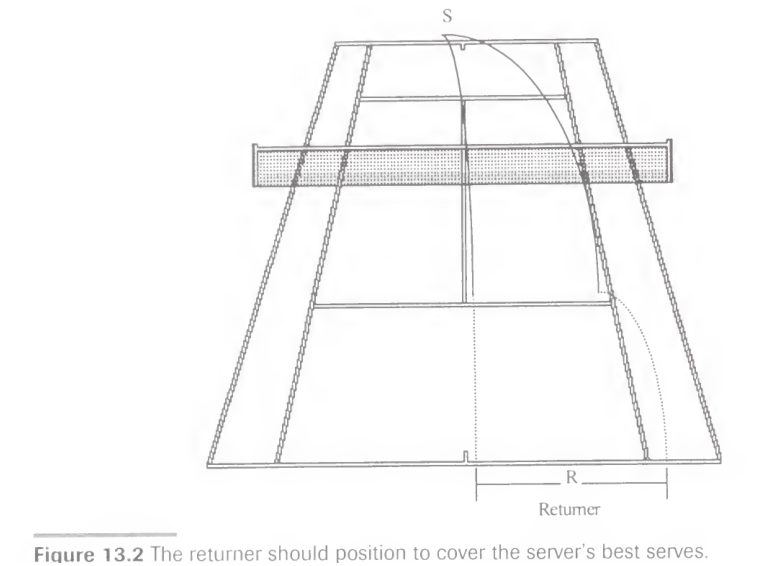 S
R
Returner
Figure 13.2 The returner should position to cover the server's best serves.